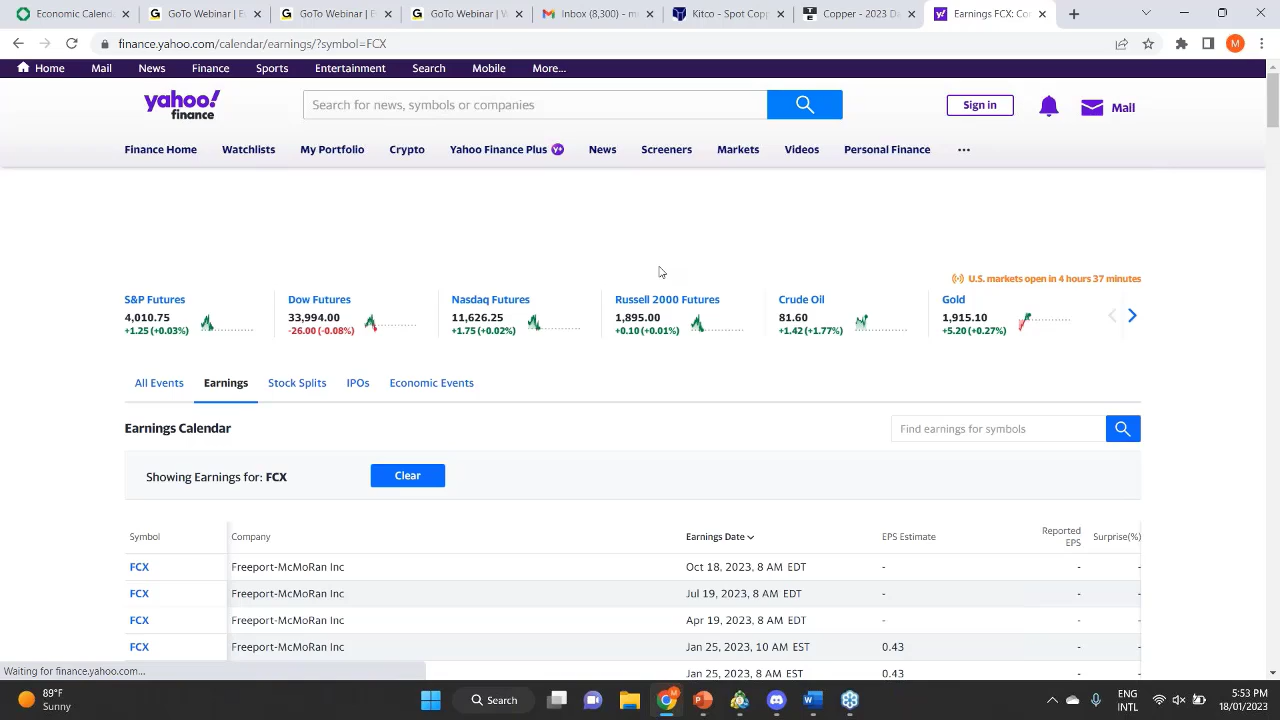 Economic Calendar
GoTo Webinar | E
GoTo Webinar | E
GoTo Webinar - V
Inbox (8,300) - m
Kitco - Spot Copp
Copper - 2023 Da
Earnings FCX: Co
finance.yahoo.com/calendar/earnings/?symbol=FCX
M
Home Mail News Finance Sports Entertainment Search Mobile More...
yahoo!
finance
Search for news, symbols or companies
Sign in
Mail
Finance Home Watchlists My Portfolio Crypto Yahoo Finance Plus News Screeners Markets Videos Personal Finance ...
U.S. markets open in 4 hours 37 minutes
S&P Futures
4,010.75
+1.25 (+0.03%)
Dow Futures
33,994.00
-26.00 (-0.08%)
Nasdaq Futures
11,626.25
+1.75 (+0.02%)
Russell 2000 Futures
1,895.00
+0.10 (+0.01%)
Crude Oil
81.60
+1.42 (+1.77%)
Gold
1,915.10
+5.20 (+0.27%)
All Events Earnings Stock Splits IPOs Economic Events
Earnings Calendar
Find earnings for symbols
Showing Earnings for: FCX
Clear
Symbol Company Earnings Date EPS Estimate Reported EPS Surprise(%)
FCX Freeport-McMoRan Inc Oct 18, 2023, 8 AM EDT - - -
FCX Freeport-McMoRan Inc Jul 19, 2023, 8 AM EDT - - -
FCX Freeport-McMoRan Inc Apr 19, 2023, 8 AM EDT - - -
FCX Freeport-McMoRan Inc Jan 25, 2023, 10 AM EST 0.43 - -
Jan 25, 2023, 8 AM EST 0.43 - -
Waiting for finance.yahoo.com...
89°F
Sunny
Search
ENG
INTL
5:53 PM
18/01/2023